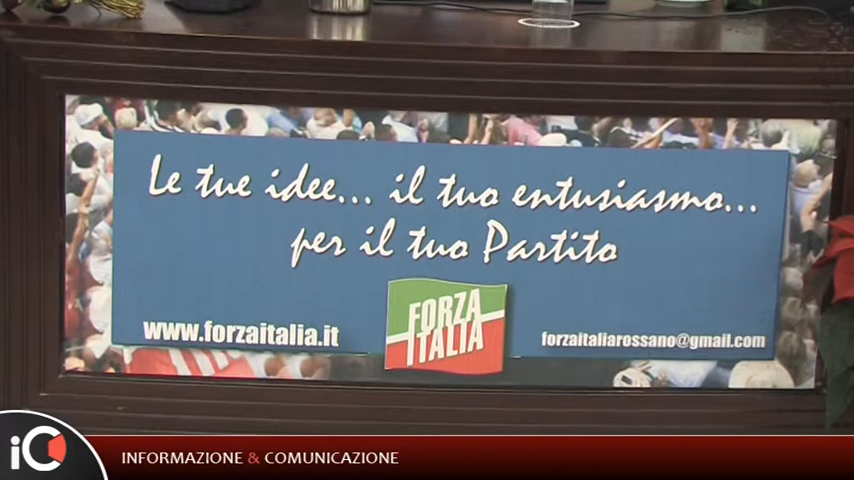 Le tue idee... il tuo entusiasmo...
per il tuo Partito
FORZA
ITALIA
www.forzaitalia.it
forzaitaliarossano@gmail.com
iC
INFORMAZIONE & COMUNICAZIONE